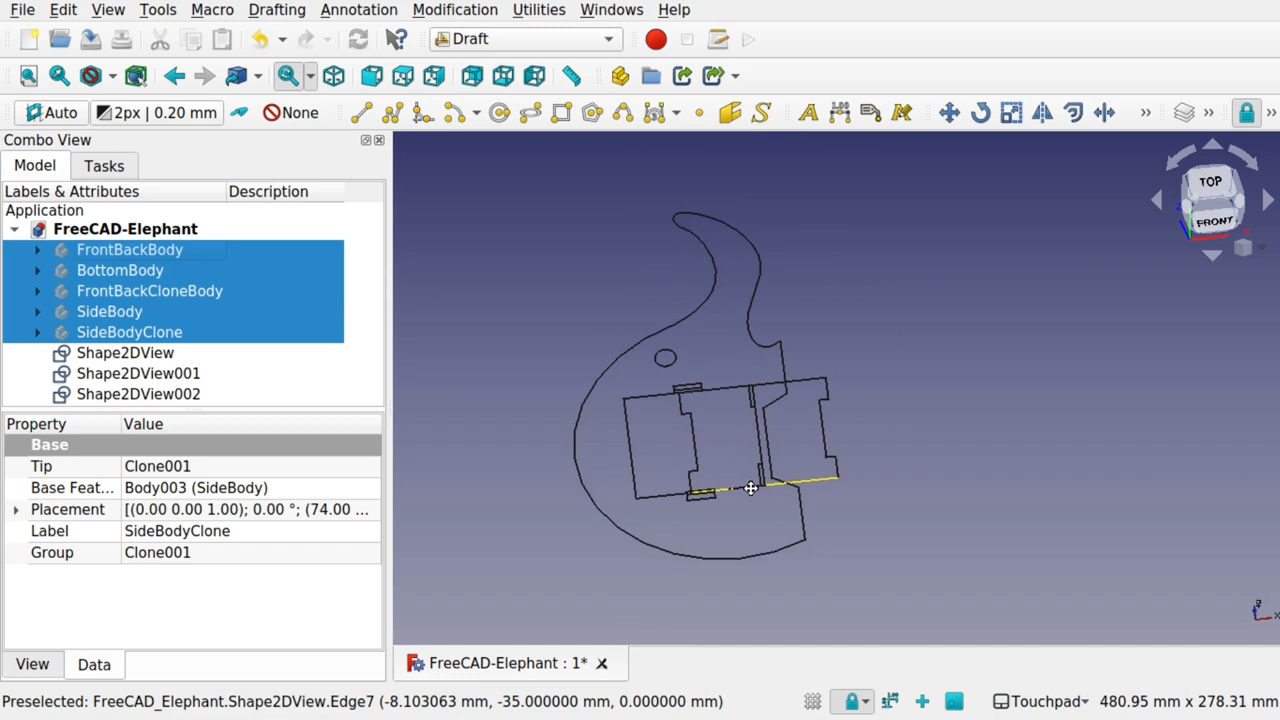 File Edit View Tools Macro Drafting Annotation Modification Utilities Windows Help
Draft
Auto 2px | 0.20 mm None
Combo View
Model Tasks
Labels & Attributes Description
Application
FreeCAD-Elephant
FrontBackBody
BottomBody
FrontBackCloneBody
SideBody
SideBodyClone
Shape2DView
Shape2DView001
Shape2DView002
Property Value
Base
Tip Clone001
Base Feat... Body003 (SideBody)
Placement [(0.00 0.00 1.00); 0.00 °; (74.00 ...
Label SideBodyClone
Group Clone001
View Data
TOP
FRONT
FreeCAD-Elephant : 1*
Preselected: FreeCAD_Elephant.Shape2DView.Edge7 (-8.103063 mm, -35.000000 mm, 0.000000 mm) Touchpad 480.95 mm x 278.31 mm